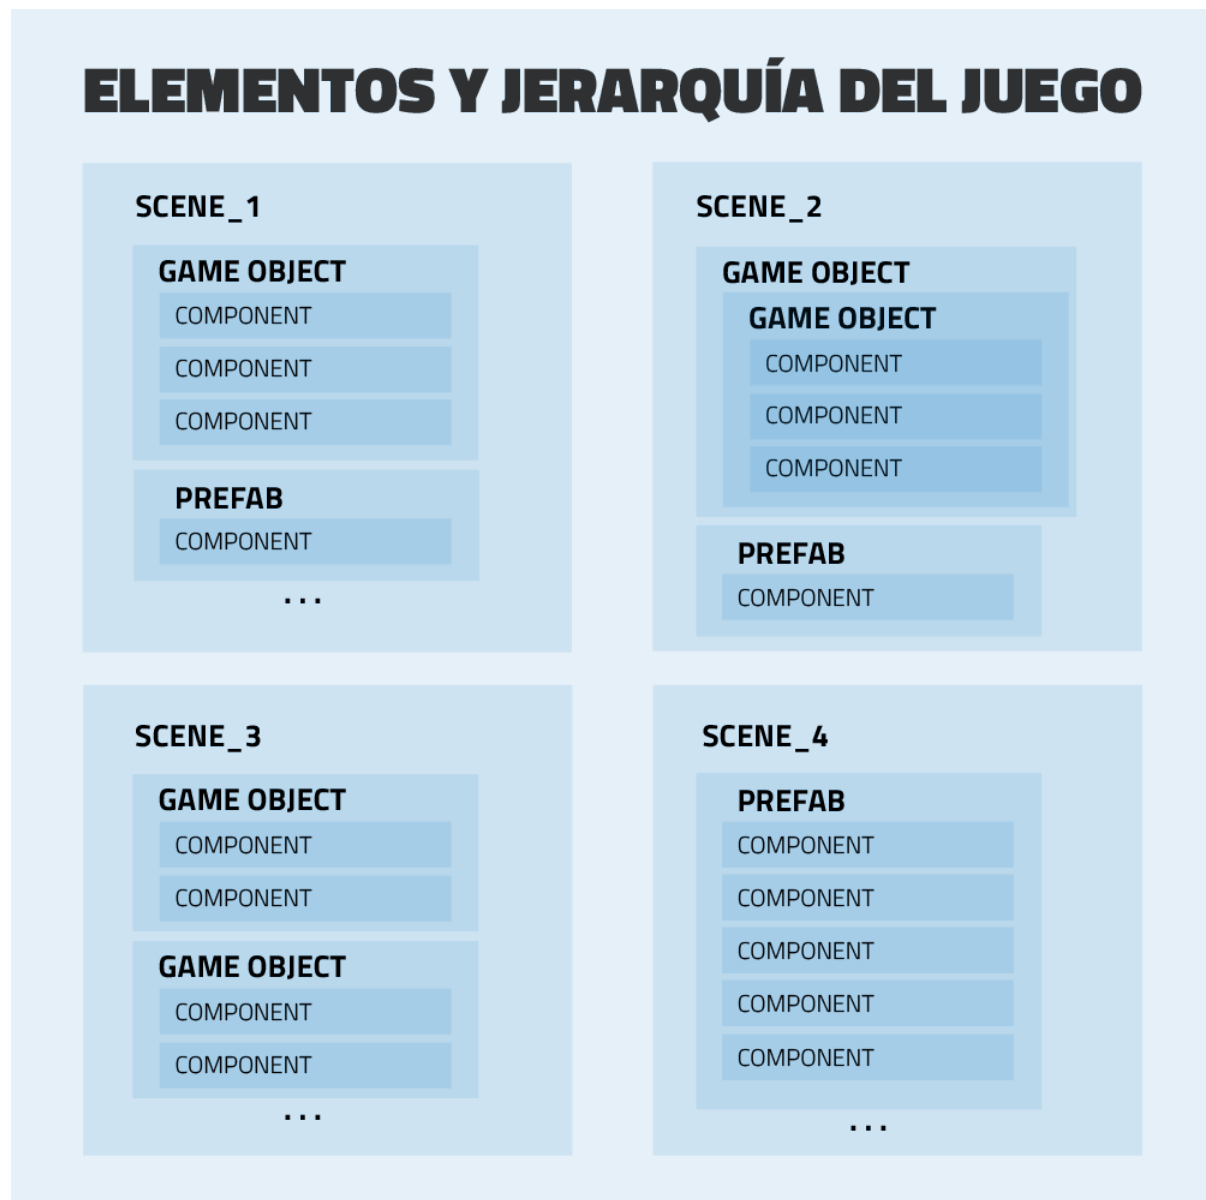 ELEMENTOS Y JERARQUÍA DEL JUEGO
SCENE_1
GAME OBJECT
COMPONENT
COMPONENT
COMPONENT
PREFAB
COMPONENT
...
SCENE_2
GAME OBJECT
GAME OBJECT
COMPONENT
COMPONENT
COMPONENT
PREFAB
COMPONENT
SCENE_3
GAME OBJECT
COMPONENT
COMPONENT
GAME OBJECT
COMPONENT
COMPONENT
...
SCENE_4
PREFAB
COMPONENT
COMPONENT
COMPONENT
COMPONENT
COMPONENT
...